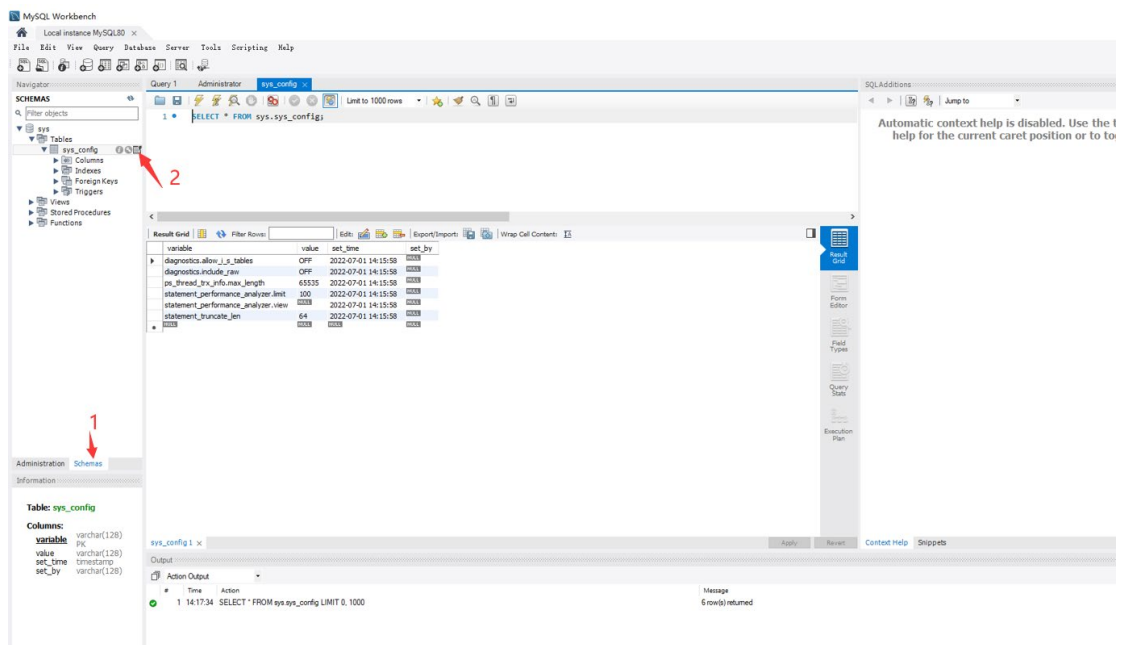 MySQL Workbench
Local instance MySQL80 ×
File Edit View Query Database Server Tools Scripting Help
Navigator
Query 1 Administrator sys_config ×
SQLAdditions
SCHEMAS
Limit to 1000 rows
Jump to
Filter objects
1 SELECT * FROM sys.sys_config;
Automatic context help is disabled. Use the t
help for the current caret position or to to
sys
Tables
sys_config
Columns
Indexes
Foreign Keys
Triggers
Views
Stored Procedures
Functions
2
Result Grid Filter Rows: Edit: Export/Import: Wrap Cell Content:
variable value set_time set_by
diagnostics.allow_i_s_tables OFF 2022-07-01 14:15:58 NULL
diagnostics.include_raw OFF 2022-07-01 14:15:58 NULL
ps_thread_trx_info.max_length 65535 2022-07-01 14:15:58 NULL
statement_performance_analyzer.limit 100 2022-07-01 14:15:58 NULL
statement_performance_analyzer.view NULL 2022-07-01 14:15:58 NULL
statement_truncate_len 64 2022-07-01 14:15:58 NULL
NULL NULL NULL NULL
Result
Grid
Form
Editor
Field
Types
Query
Stats
Execution
Plan
1
Administration Schemas
Information
Table: sys_config
Columns:
variable varchar(128)
PK
value varchar(128)
set_time timestamp
set_by varchar(128)
sys_config 1 ×
Apply Revert
Context Help Snippets
Output
Action Output
# Time Action Message
1 14:17:34 SELECT * FROM sys.sys_config LIMIT 0, 1000 6 row(s) returned